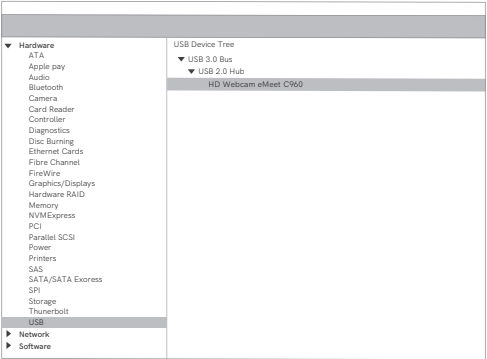 Hardware
ATA
Apple pay
Audio
Bluetooth
Camera
Card Reader
Controller
Diagnostics
Disc Burning
Ethernet Cards
Fibre Channel
FireWire
Graphics/Displays
Hardware RAID
Memory
NVMExpress
PCI
Parallel SCSI
Power
Printers
SAS
SATA/SATA Exoress
SPI
Storage
Thunerbolt
USB
Network
Software
USB Device Tree
USB 3.0 Bus
USB 2.0 Hub
HD Webcam eMeet C960